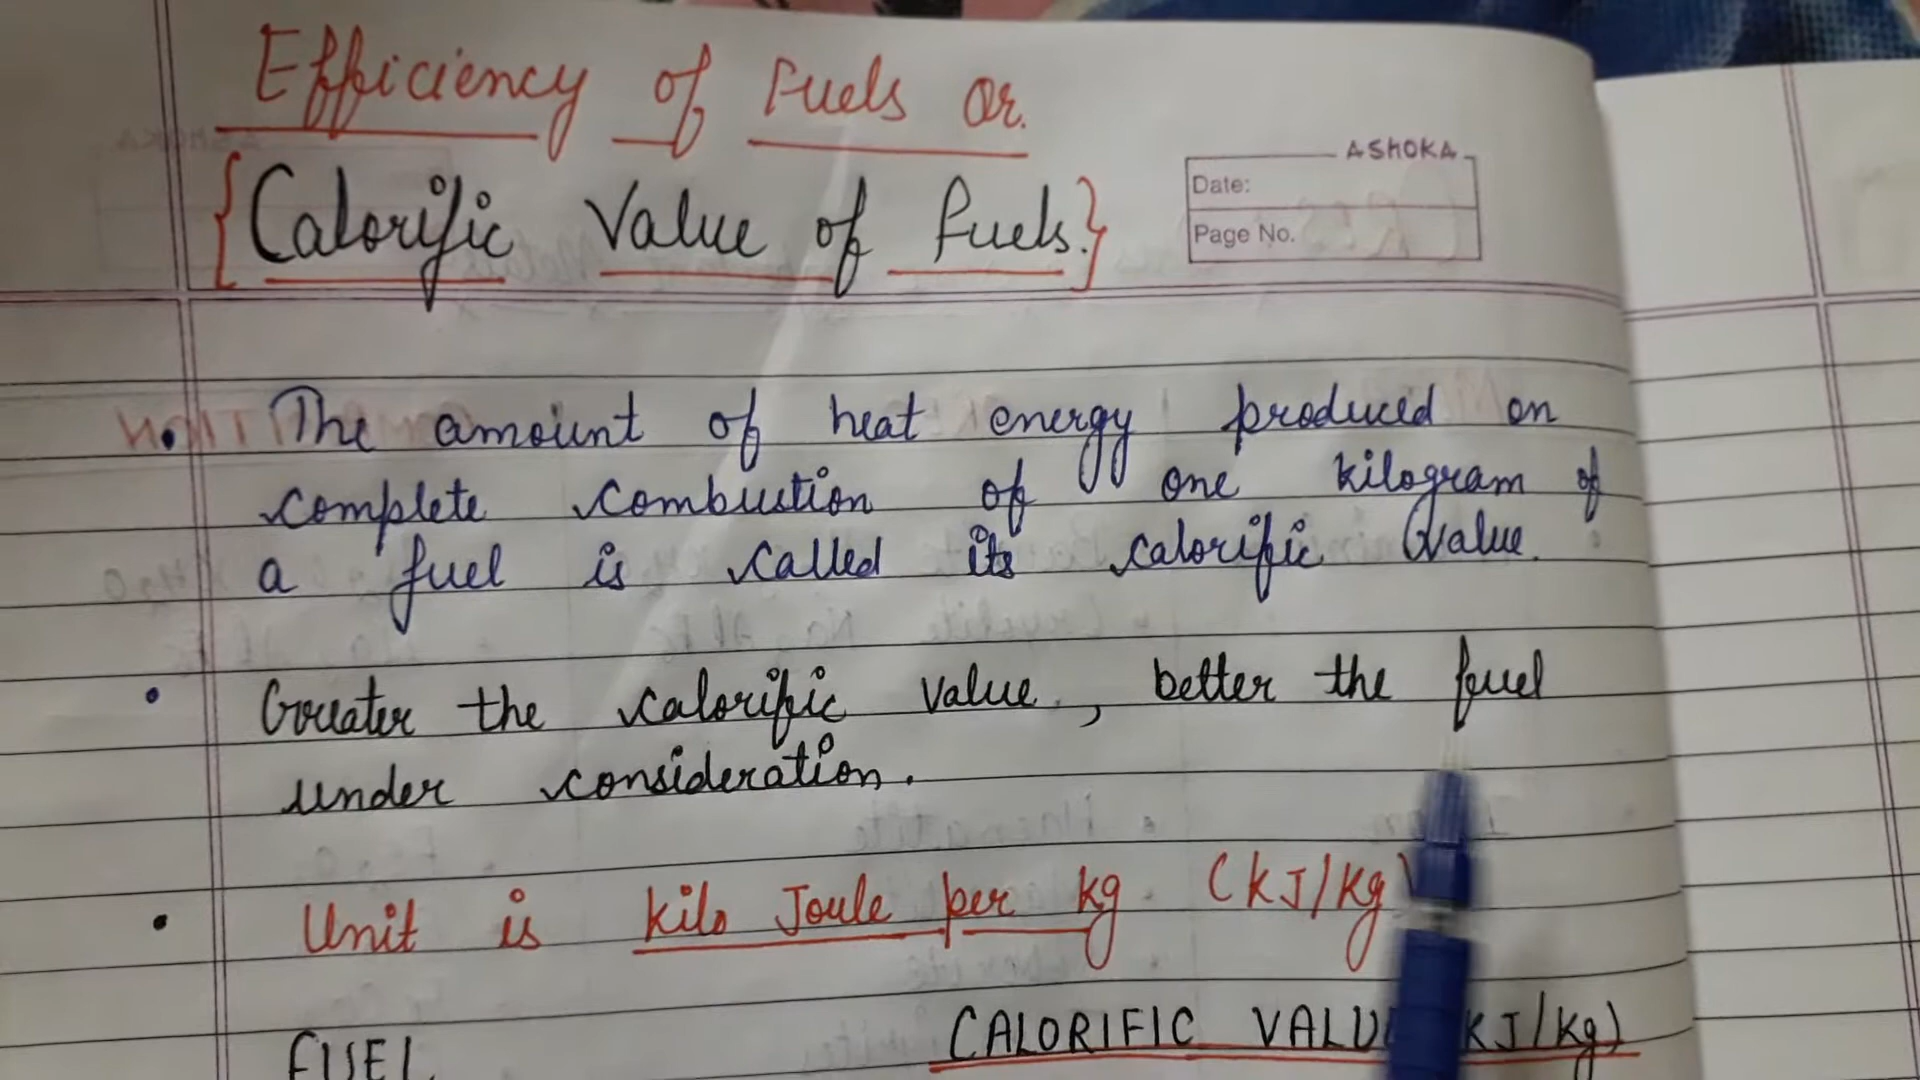 Efficiency of Fuels or.
{Calorific Value of fuels.}
ASHOKA
Date:
Page No.
• The amount of heat energy produced on
complete combustion of one kilogram of
a fuel is called its calorific value.
• Greater the calorific value, better the fuel
under consideration.
• Unit is kilo Joule per kg. (kJ/kg)
FUEL CALORIFIC VALU KJ/kg)